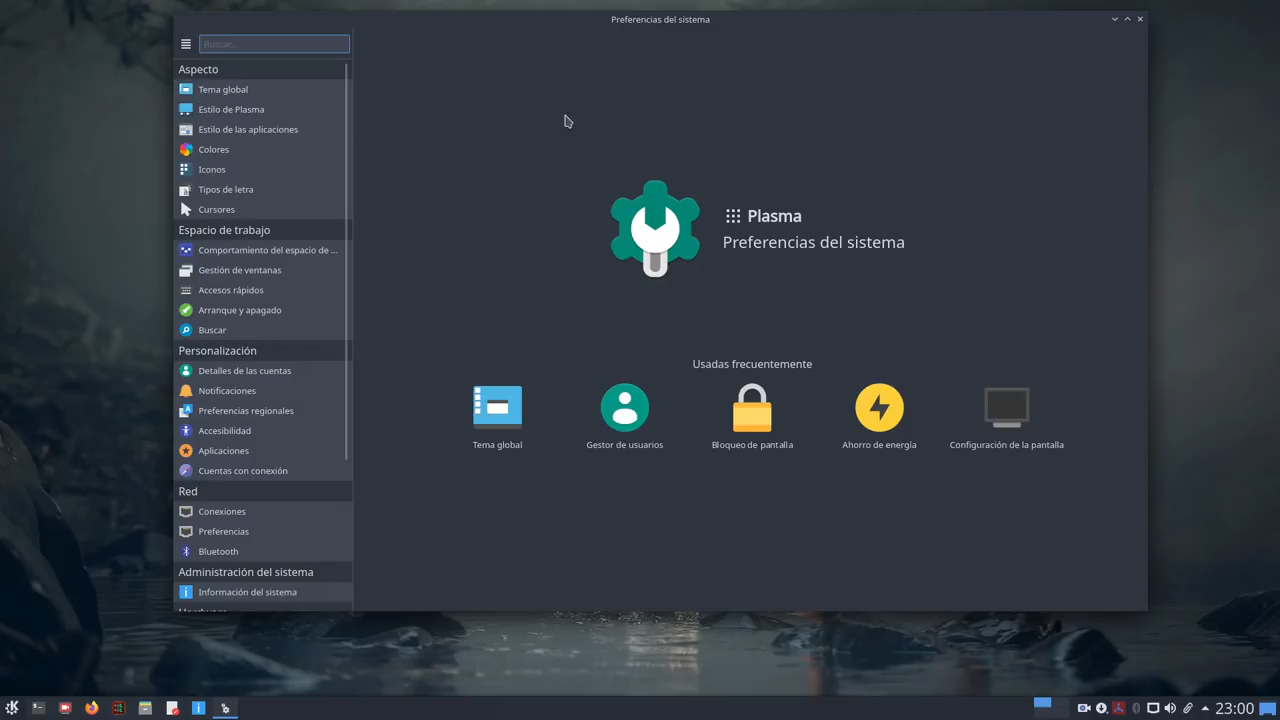 Preferencias del sistema
Buscar...
Aspecto
Tema global
Estilo de Plasma
Estilo de las aplicaciones
Colores
Iconos
Tipos de letra
Cursores
Espacio de trabajo
Comportamiento del espacio de ...
Gestión de ventanas
Accesos rápidos
Arranque y apagado
Buscar
Personalización
Detalles de las cuentas
Notificaciones
Preferencias regionales
Accesibilidad
Aplicaciones
Cuentas con conexión
Red
Conexiones
Preferencias
Bluetooth
Administración del sistema
Información del sistema
Hardware
Plasma
Preferencias del sistema
Usadas frecuentemente
Tema global
Gestor de usuarios
Bloqueo de pantalla
Ahorro de energía
Configuración de la pantalla
23:00